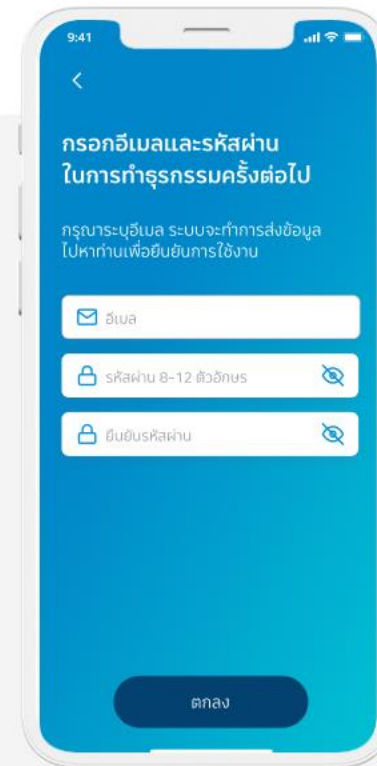 9:41
กรอกอีเมลและรหัสผ่าน
ในการทำธุรกรรมครั้งต่อไป
กรุณาระบุอีเมล ระบบจะทำการส่งข้อมูล
ไปหาท่านเพื่อยืนยันการใช้งาน
อีเมล
รหัสผ่าน 8-12 ตัวอักษร
ยืนยันรหัสผ่าน
ตกลง